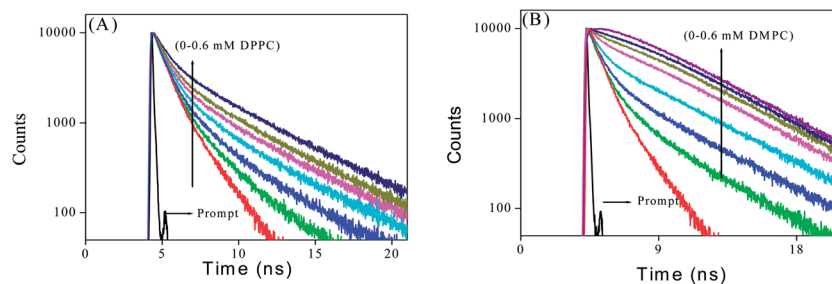 (A)
(0-0.6 mM DPPC)
10000
1000
100
Counts
Prompt
5
10
15
20
Time (ns)
(B)
(0-0.6 mM DMPC)
10000
1000
100
Counts
Prompt
0
9
18
Time (ns)